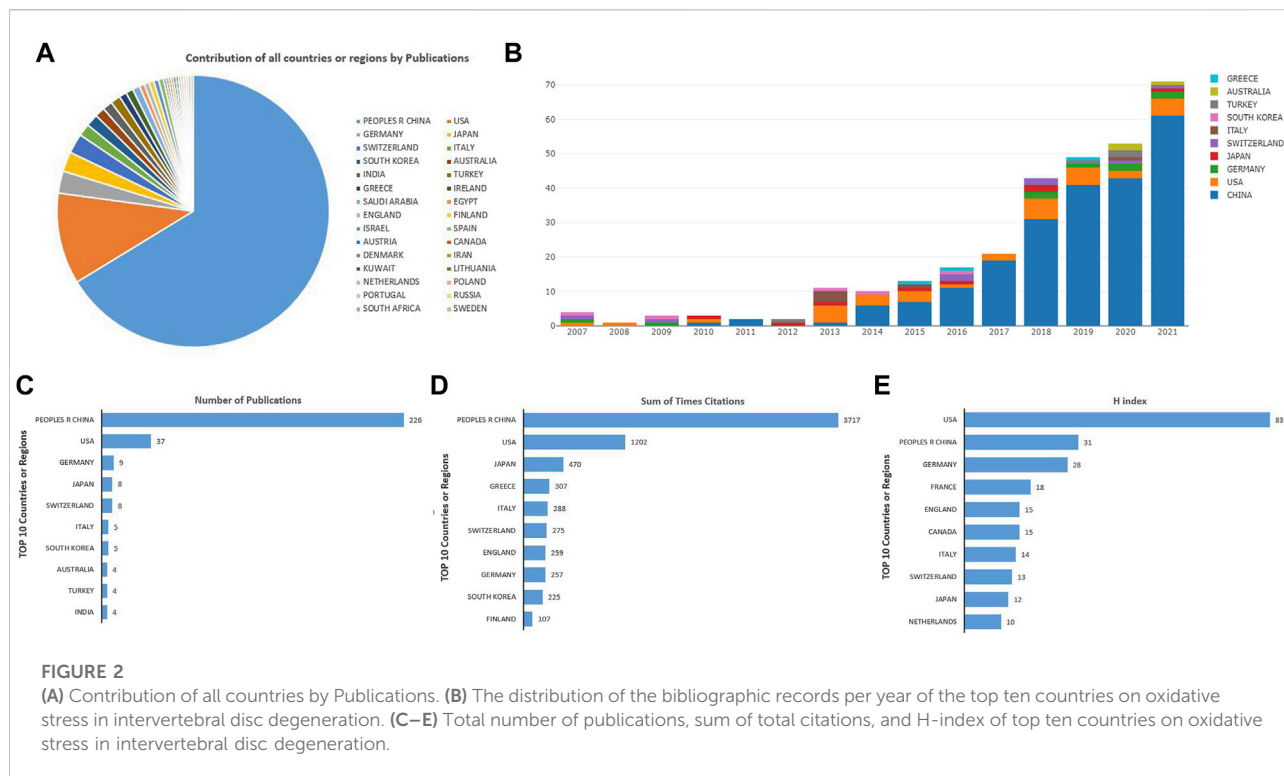 A
Contribution of all countries or regions by Publications
PEOPLES R CHINA USA
GERMANY JAPAN
SWITZERLAND ITALY
SOUTH KOREA AUSTRALIA
INDIA TURKEY
GREECE IRELAND
SAUDI ARABIA EGYPT
ENGLAND FINLAND
ISRAEL SPAIN
AUSTRIA CANADA
DENMARK IRAN
KUWAIT LITHUANIA
NETHERLANDS POLAND
PORTUGAL RUSSIA
SOUTH AFRICA SWEDEN
B
70
60
50
40
30
20
10
0
2007 2008 2009 2010 2011 2012 2013 2014 2015 2016 2017 2018 2019 2020 2021
GREECE
AUSTRALIA
TURKEY
SOUTH KOREA
ITALY
SWITZERLAND
JAPAN
GERMANY
USA
CHINA
C
Number of Publications
TOP 10 Countries or Regions
PEOPLES R CHINA 226
USA 37
GERMANY 9
JAPAN 8
SWITZERLAND 8
ITALY 5
SOUTH KOREA 5
AUSTRALIA 4
TURKEY 4
INDIA 4
D
Sum of Times Citations
TOP 10 Countries or Regions
PEOPLES R CHINA 3717
USA 1202
JAPAN 470
GREECE 307
ITALY 288
SWITZERLAND 275
ENGLAND 259
GERMANY 257
SOUTH KOREA 225
FINLAND 107
E
H index
TOP 10 Countries or Regions
USA 83
PEOPLES R CHINA 31
GERMANY 28
FRANCE 18
ENGLAND 15
CANADA 15
ITALY 14
SWITZERLAND 13
JAPAN 12
NETHERLANDS 10
FIGURE 2
(A) Contribution of all countries by Publications. (B) The distribution of the bibliographic records per year of the top ten countries on oxidative
stress in intervertebral disc degeneration. (C–E) Total number of publications, sum of total citations, and H-index of top ten countries on oxidative
stress in intervertebral disc degeneration.